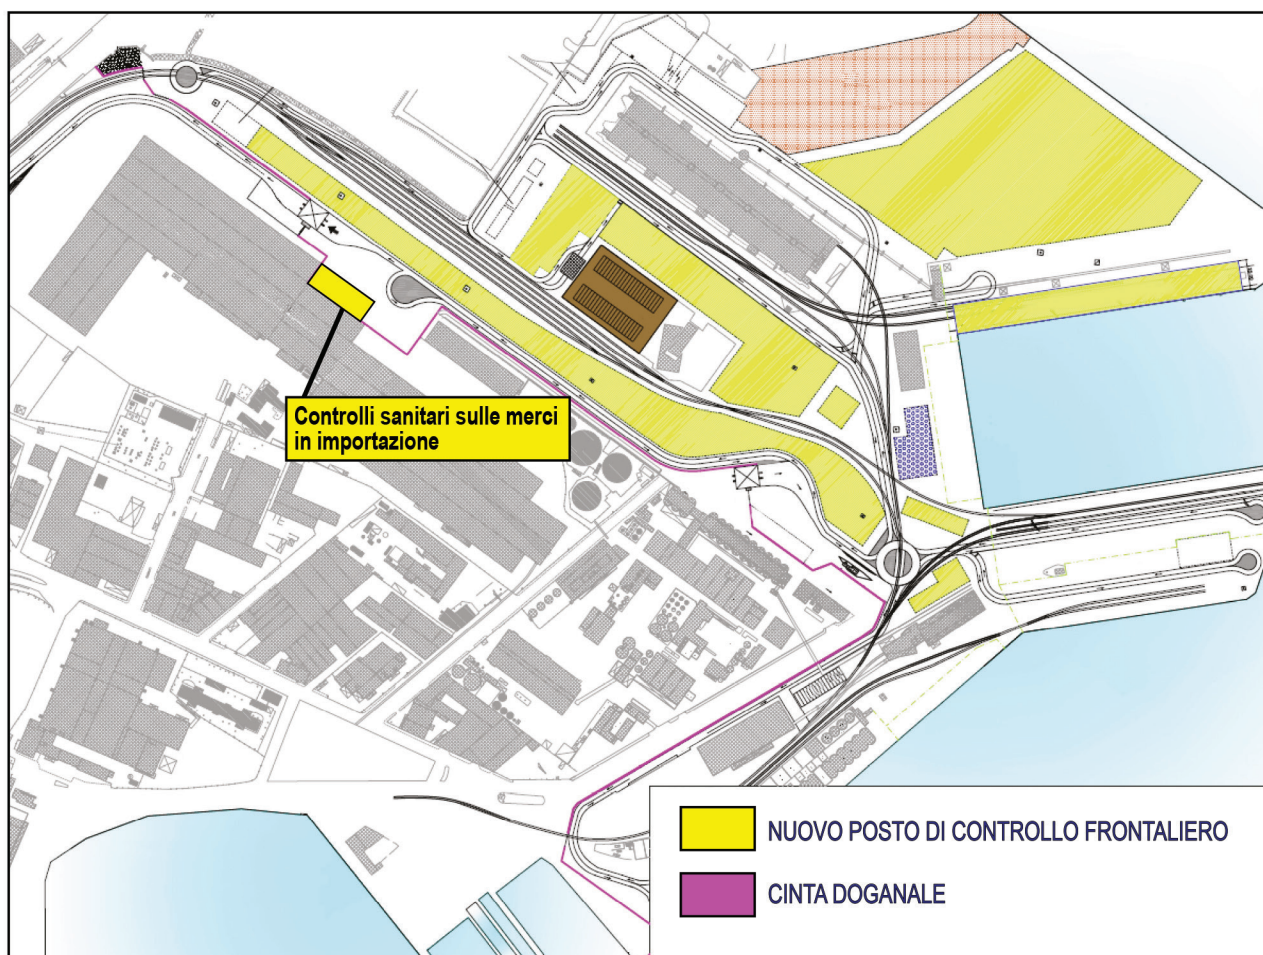 Controlli sanitari sulle merci
in importazione
NUOVO POSTO DI CONTROLLO FRONTALIERO
CINTA DOGANALE